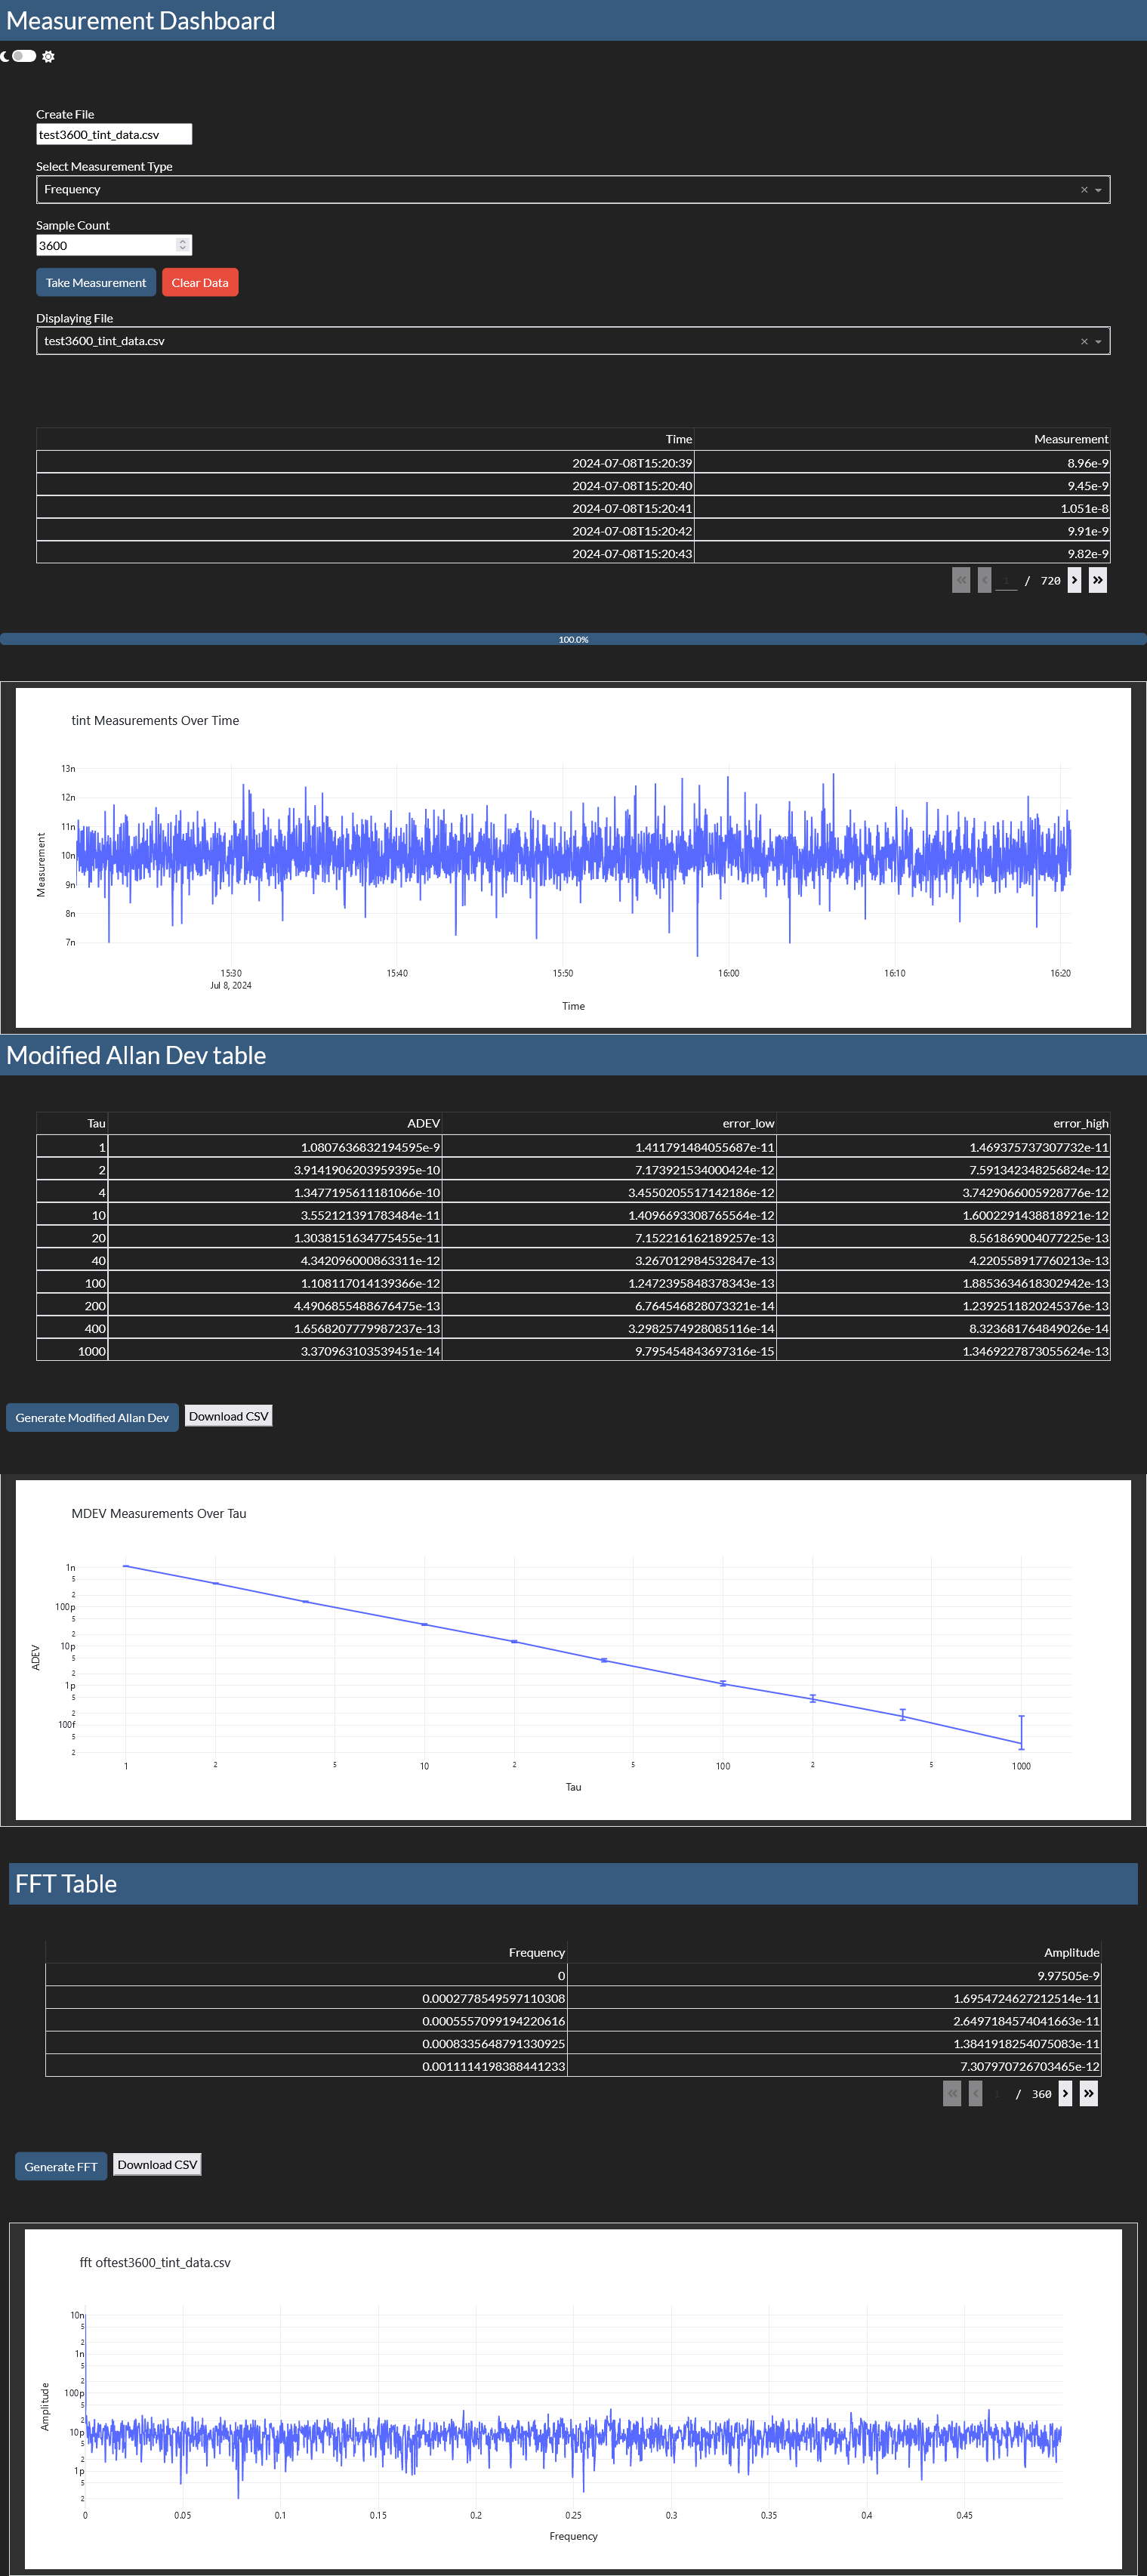 Measurement Dashboard
Create File
test3600_tint_data.csv
Select Measurement Type
Frequency
Sample Count
3600
Take Measurement Clear Data
Displaying File
test3600_tint_data.csv
Time Measurement
2024-07-08T15:20:39 8.96e-9
2024-07-08T15:20:40 9.45e-9
2024-07-08T15:20:41 1.051e-8
2024-07-08T15:20:42 9.91e-9
2024-07-08T15:20:43 9.82e-9
1 / 720
100.0%
tint Measurements Over Time
13n
12n
11n
10n
9n
8n
7n
Measurement
15:30 15:40 15:50 16:00 16:10 16:20
Jul 8, 2024
Time
Modified Allan Dev table
Tau ADEV error_low error_high
1 1.0807636832194595e-9 1.411791484055687e-11 1.469375737307732e-11
2 3.9141906203959395e-10 7.173921534000424e-12 7.591342348256824e-12
4 1.3477195611181066e-10 3.4550205517142186e-12 3.7429066005928776e-12
10 3.552121391783484e-11 1.4096693308765564e-12 1.6002291438818921e-12
20 1.3038151634775455e-11 7.152216162189257e-13 8.561869004077225e-13
40 4.342096000863311e-12 3.267012984532847e-13 4.220558917760213e-13
100 1.108117014139366e-12 1.2472395848378343e-13 1.8853634618302942e-13
200 4.4906855488676475e-13 6.764546828073321e-14 1.2392511820245376e-13
400 1.6568207779987237e-13 3.2982574928085116e-14 8.323681764849026e-14
1000 3.370963103539451e-14 9.795454843697316e-15 1.3469227873055624e-13
Generate Modified Allan Dev Download CSV
MDEV Measurements Over Tau
1n
5
2
100p
5
2
10p
5
2
1p
5
2
100f
5
2
ADEV
1 2 5 10 2 5 100 2 5 1000
Tau
FFT Table
Frequency Amplitude
0 9.97505e-9
0.0002778549597110308 1.6954724627212514e-11
0.0005557099194220616 2.6497184574041663e-11
0.0008335648791330925 1.3841918254075083e-11
0.0011114198388441233 7.307970726703465e-12
1 / 360
Generate FFT Download CSV
fft oftest3600_tint_data.csv
10n
5
2
1n
5
2
100p
5
2
10p
5
2
1p
5
2
Amplitude
0 0.05 0.1 0.15 0.2 0.25 0.3 0.35 0.4 0.45
Frequency